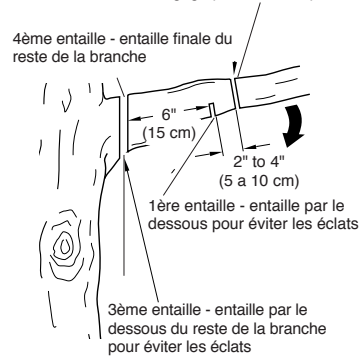 4ème entaille - entaille finale du
reste de la branche
6"
(15 cm)
2" to 4"
(5 a 10 cm)
1ère entaille - entaille par le
dessous pour éviter les éclats
3ème entaille - entaille par le
dessous du reste de la branche
pour éviter les éclats